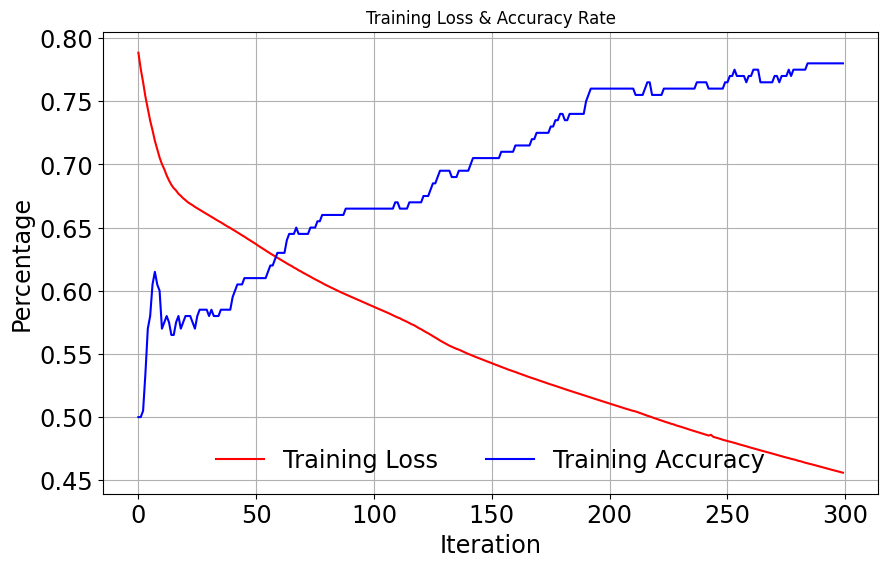 Training Loss & Accuracy Rate
Percentage
0.80
0.75
0.70
0.65
0.60
0.55
0.50
0.45
Training Loss Training Accuracy
0 50 100 150 200 250 300
Iteration